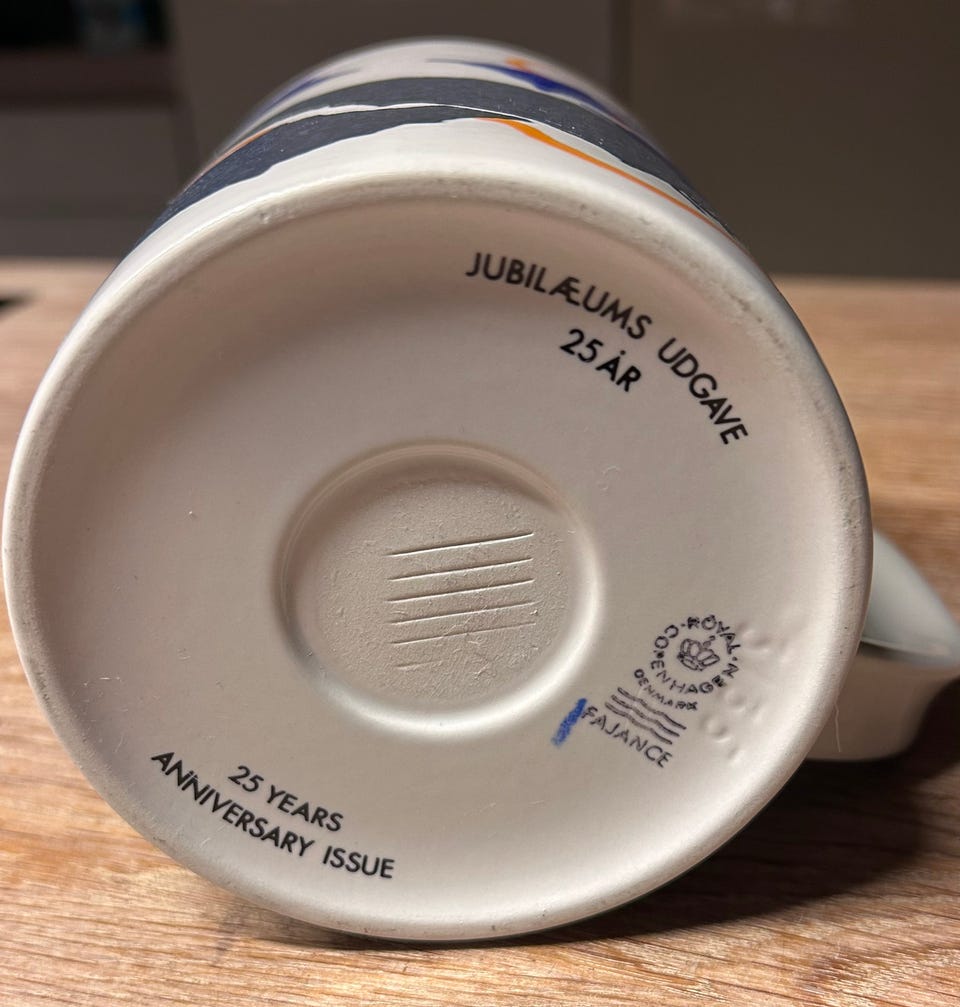 JUBILÆUMS UDGAVE
25 ÅR
ROYAL
COPENHAGEN
DENMARK
FAJANCE
25 YEARS
ANNIVERSARY ISSUE